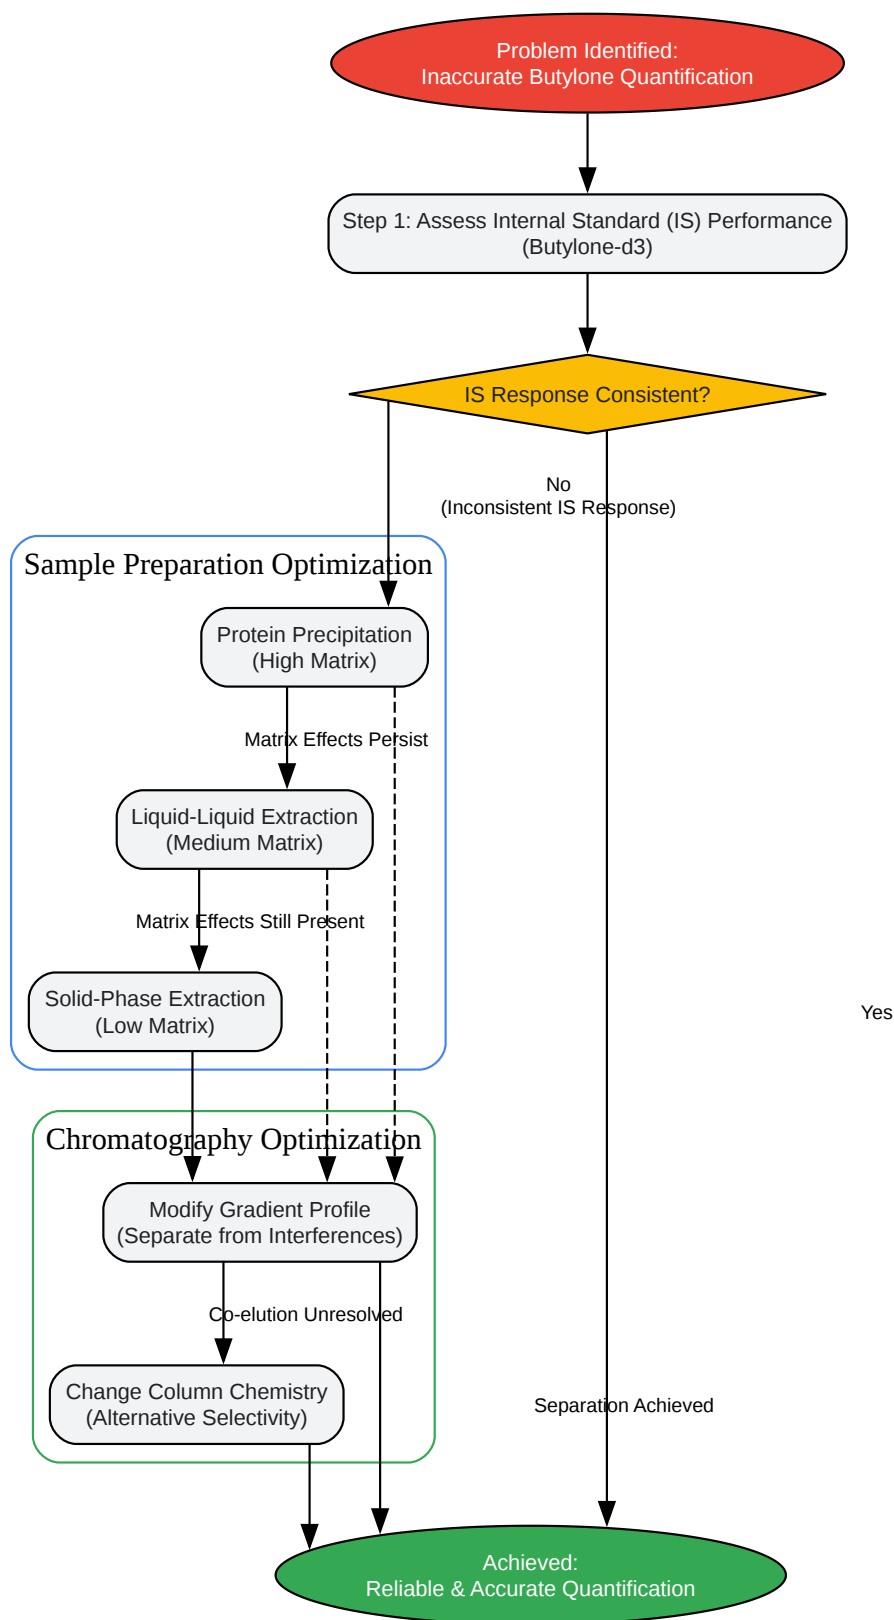 Problem Identified:
Inaccurate Butylone Quantification
Step 1: Assess Internal Standard (IS) Performance
(Butylone-d3)
IS Response Consistent?
No
(Inconsistent IS Response)
Sample Preparation Optimization
Protein Precipitation
(High Matrix)
Matrix Effects Persist
Liquid-Liquid Extraction
(Medium Matrix)
Matrix Effects Still Present
Solid-Phase Extraction
(Low Matrix)
Yes
Chromatography Optimization
Modify Gradient Profile
(Separate from Interferences)
Co-elution Unresolved
Change Column Chemistry
(Alternative Selectivity)
Separation Achieved
Achieved:
Reliable & Accurate Quantification